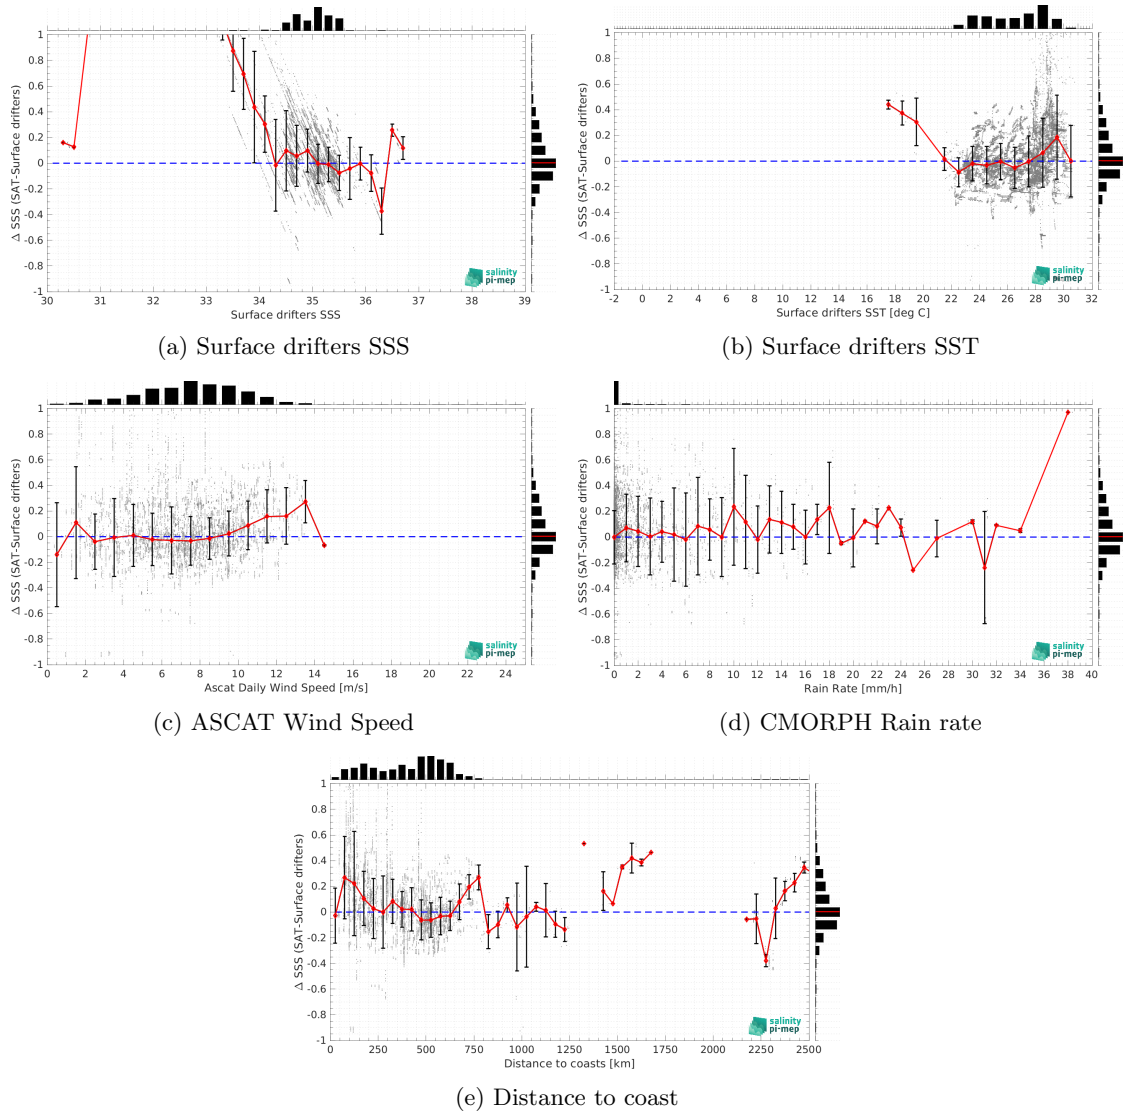 Δ SSS (SAT-Surface drifters)
1
0.8
0.6
0.4
0.2
0
-0.2
-0.4
-0.6
-0.8
-1
salinity
pi-mep
30 31 32 33 34 35 36 37 38 39
Surface drifters SSS
(a) Surface drifters SSS
Δ SSS (SAT-Surface drifters)
1
0.8
0.6
0.4
0.2
0
-0.2
-0.4
-0.6
-0.8
-1
salinity
pi-mep
-2 0 2 4 6 8 10 12 14 16 18 20 22 24 26 28 30 32
Surface drifters SST [deg C]
(b) Surface drifters SST
Δ SSS (SAT-Surface drifters)
1
0.8
0.6
0.4
0.2
0
-0.2
-0.4
-0.6
-0.8
-1
salinity
pi-mep
0 2 4 6 8 10 12 14 16 18 20 22 24
Ascat Daily Wind Speed [m/s]
(c) ASCAT Wind Speed
Δ SSS (SAT-Surface drifters)
1
0.8
0.6
0.4
0.2
0
-0.2
-0.4
-0.6
-0.8
-1
salinity
pi-mep
0 2 4 6 8 10 12 14 16 18 20 22 24 26 28 30 32 34 36 38 40
Rain Rate [mm/h]
(d) CMORPH Rain rate
Δ SSS (SAT-Surface drifters)
1
0.8
0.6
0.4
0.2
0
-0.2
-0.4
-0.6
-0.8
-1
salinity
pi-mep
0 250 500 750 1000 1250 1500 1750 2000 2250 2500
Distance to coasts [km]
(e) Distance to coast